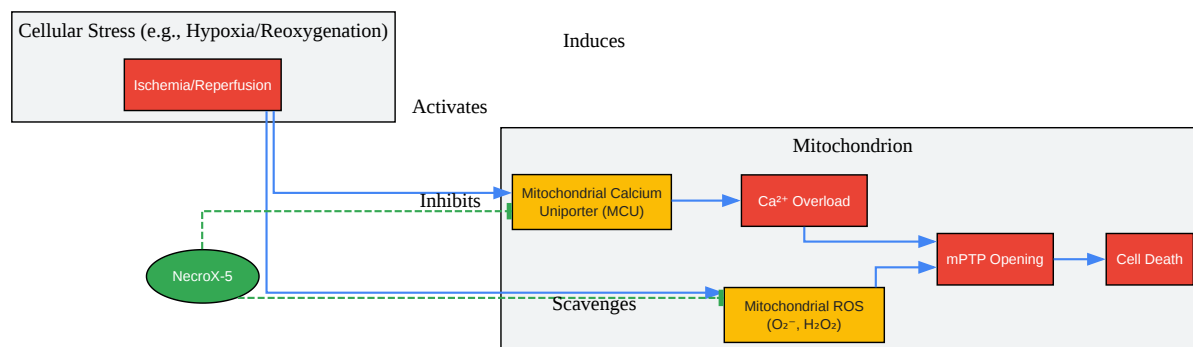 Cellular Stress (e.g., Hypoxia/Reoxygenation)
Induces
Ischemia/Reperfusion
Activates
Mitochondrion
Mitochondrial Calcium
Uniporter (MCU)
Ca²⁺ Overload
Inhibits
NecroX-5
mPTP Opening
Cell Death
Scavenges
Mitochondrial ROS
(O₂⁻, H₂O₂)